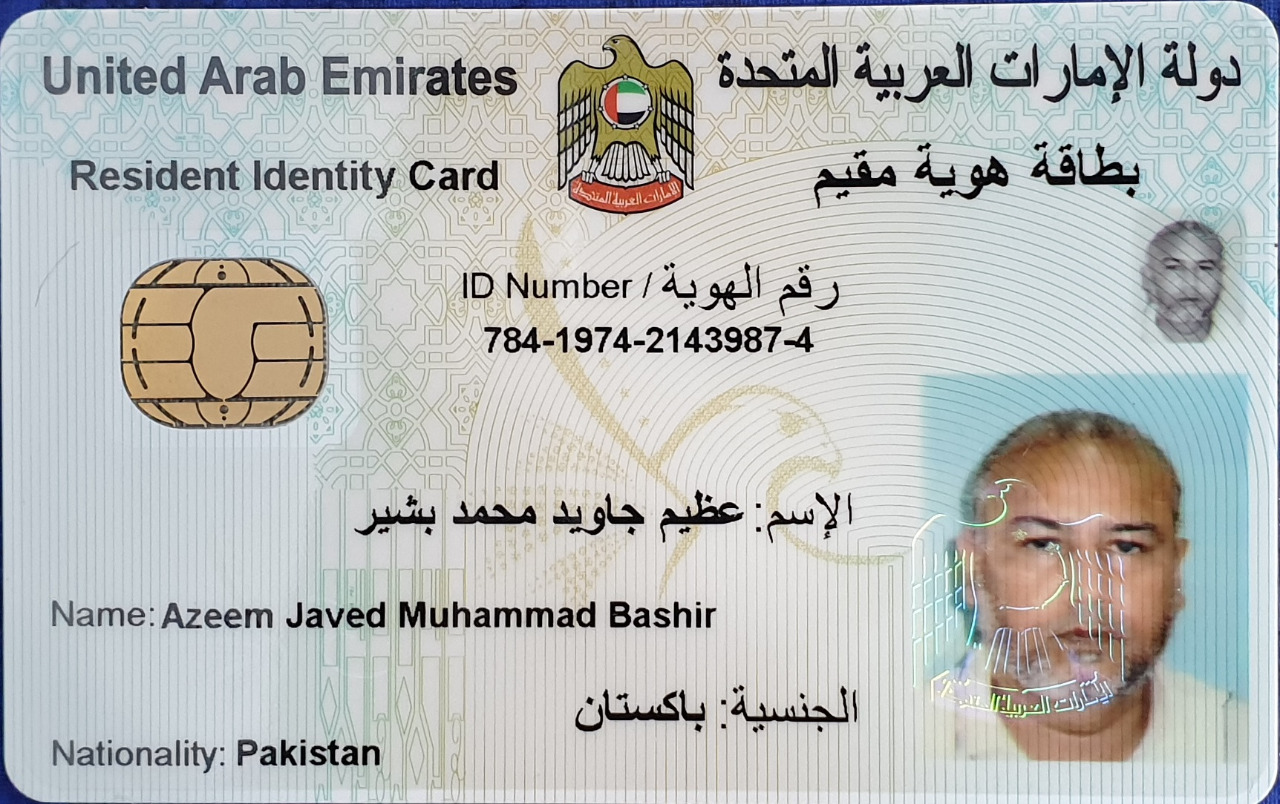 United Arab Emirates
دولة الإمارات العربية المتحدة
Resident Identity Card
بطاقة هوية مقيم
ID Number / رقم الهوية
784-1974-2143987-4
الإسم: عظيم جاويد محمد بشير
Name: Azeem Javed Muhammad Bashir
الجنسية: باكستان
Nationality: Pakistan
الإمارات العربية المتحدة